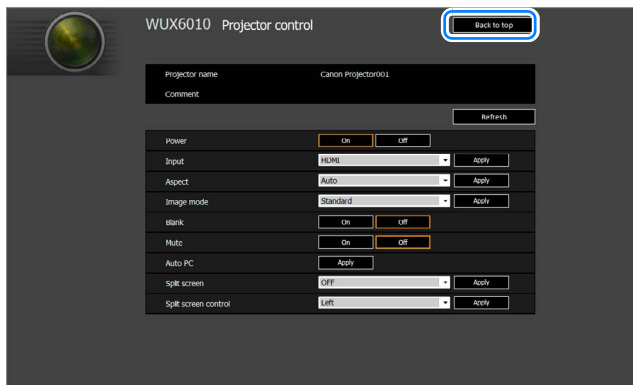 WUX6010 Projector control Back to top
Projector name Canon Projector001
Comment
Refresh
Power On Off
Input HDMI Apply
Aspect Auto Apply
Image mode Standard Apply
Blank On Off
Mute On Off
Auto PC Apply
Split screen OFF Apply
Split screen control Left Apply